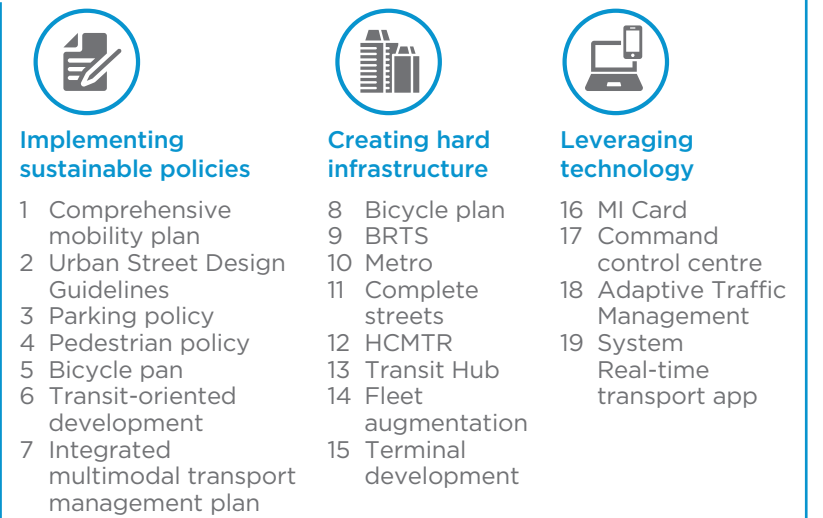 Implementing
sustainable policies
1 Comprehensive
mobility plan
2 Urban Street Design
Guidelines
3 Parking policy
4 Pedestrian policy
5 Bicycle pan
6 Transit-oriented
development
7 Integrated
multimodal transport
management plan
Creating hard
infrastructure
8 Bicycle plan
9 BRTS
10 Metro
11 Complete
streets
12 HCMTR
13 Transit Hub
14 Fleet
augmentation
15 Terminal
development
Leveraging
technology
16 MI Card
17 Command
control centre
18 Adaptive Traffic
Management
19 System
Real-time
transport app